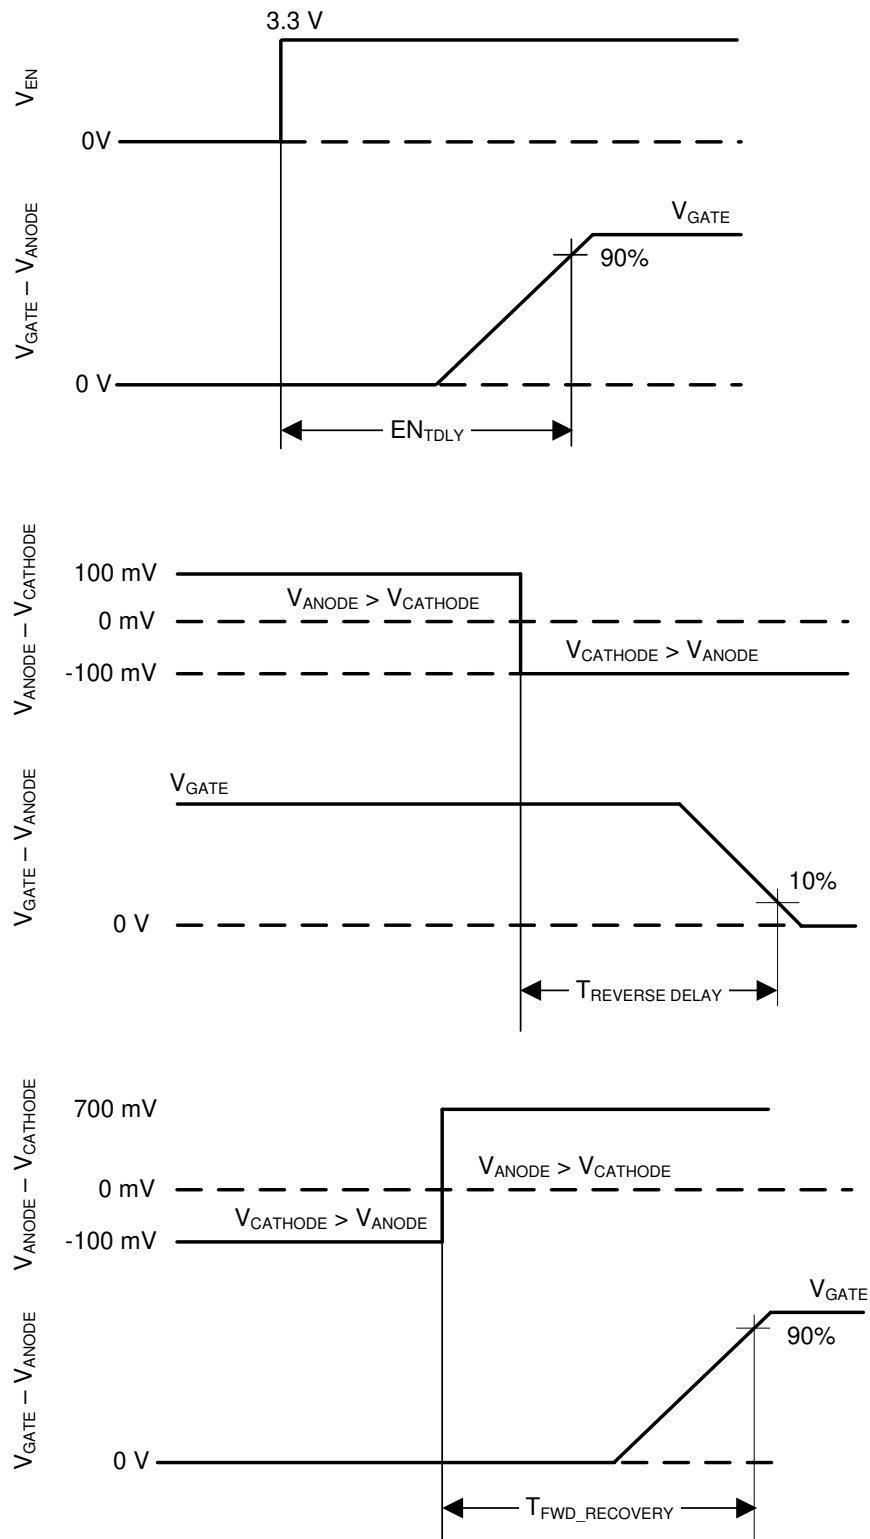 3.3 V
V_EN
0V
V_GATE – V_ANODE
V_GATE
90%
0 V
EN_TDLY
V_ANODE – V_CATHODE
100 mV
V_ANODE > V_CATHODE
0 mV
V_CATHODE > V_ANODE
-100 mV
V_GATE – V_ANODE
V_GATE
10%
0 V
T_REVERSE DELAY
V_ANODE – V_CATHODE
700 mV
V_ANODE > V_CATHODE
0 mV
V_CATHODE > V_ANODE
-100 mV
V_GATE – V_ANODE
V_GATE
90%
0 V
T_FWD_RECOVERY